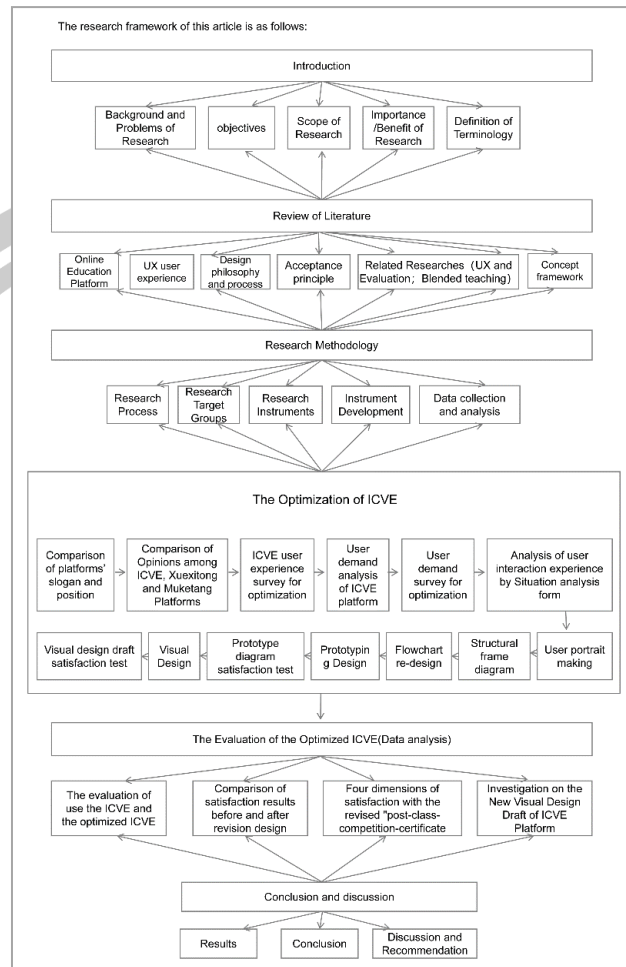 The research framework of this article is as follows:
Introduction
Background and
Problems of
Research
objectives
Scope of
Research
Importance
/Benefit of
Research
Definition of
Terminology
Review of Literature
Online
Education
Platform
UX user
experience
Design
philosophy
and process
Acceptance
principle
Related Researches（UX and
Evaluation；Blended teaching）
Concept
framework
Research Methodology
Research
Process
Research
Target
Groups
Research
Instruments
Instrument
Development
Data collection
and analysis
The Optimization of ICVE
Comparison
of platforms'
slogan and
position
Comparison of
Opinions among
ICVE, Xuexitong
and Muketang
Platforms
ICVE user
experience
survey for
optimization
User
demand
analysis
of ICVE
platform
User
demand
survey for
optimization
Analysis of user
interaction experience
by Situation analysis
form
Visual design draft
satisfaction test
Visual
Design
Prototype
diagram
satisfaction test
Prototypin
g Design
Flowchart
re-design
Structural
frame
diagram
User portrait
making
The Evaluation of the Optimized ICVE(Data analysis)
The evaluation of
use the ICVE and
the optimized ICVE
Comparison of
satisfaction results
before and after
revision design
Four dimensions of
satisfaction with the
revised "post-class-
competition-certificate
Investigation on the
New Visual Design
Draft of ICVE
Platform
Conclusion and discussion
Results
Conclusion
Discussion and
Recommendation